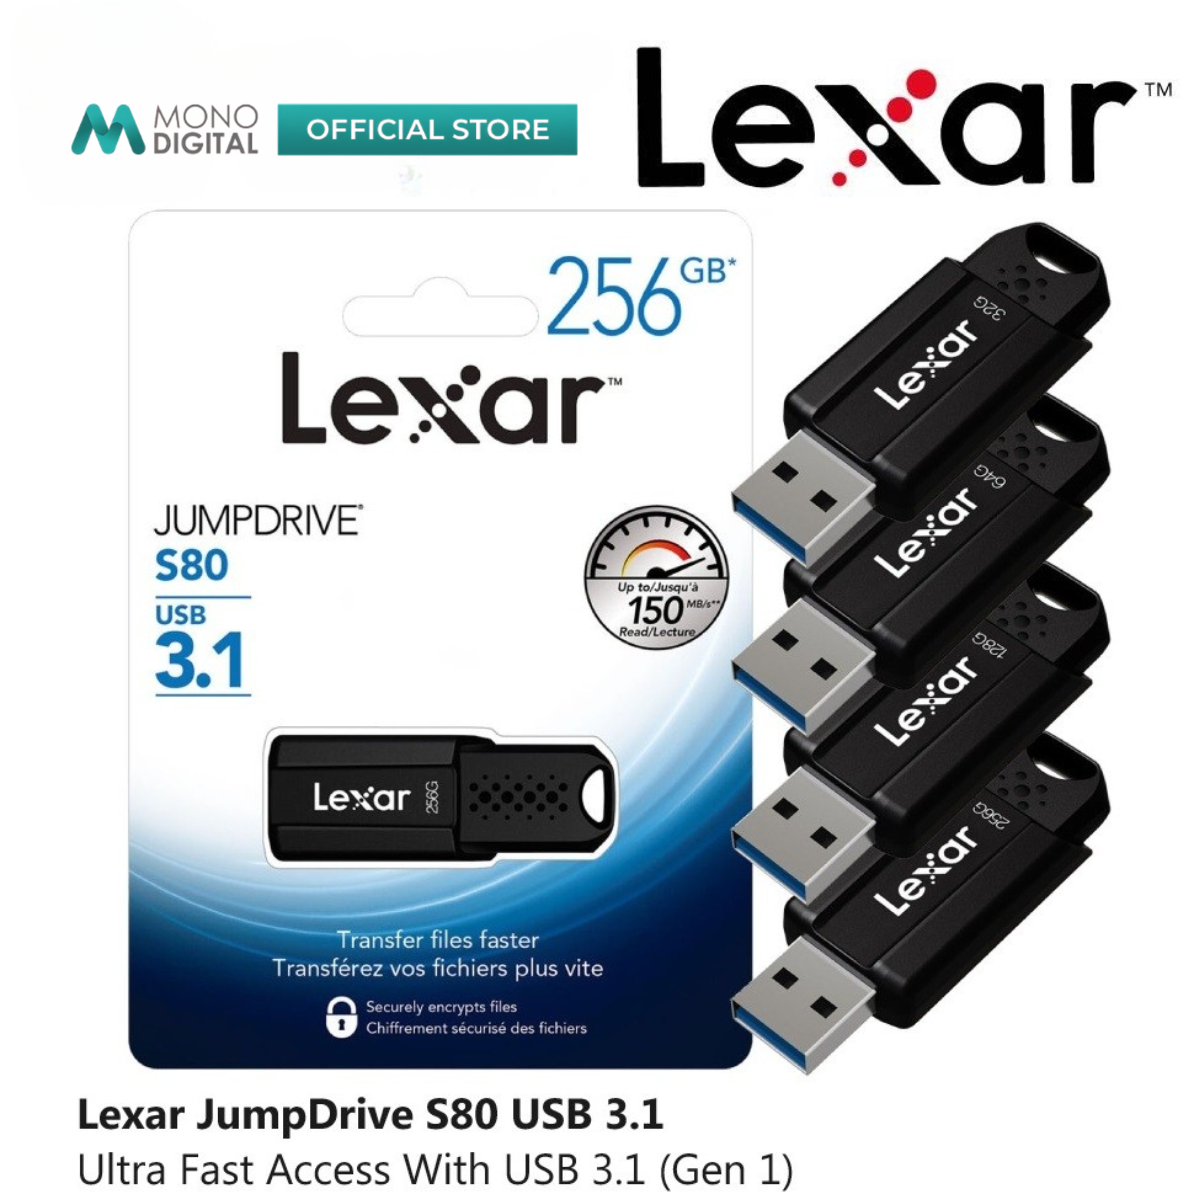 MONO
DIGITAL
OFFICIAL STORE
Lexar™
256 GB*
Lexar™
JUMPDRIVE®
S80
USB
3.1
Up to/Jusqu'à
150 MB/s**
Read/Lecture
Lexar 256G
Transfer files faster
Transférez vos fichiers plus vite
Securely encrypts files
Chiffrement sécurisé des fichiers
Lexar 32G
Lexar 64G
Lexar 128G
Lexar 256G
Lexar JumpDrive S80 USB 3.1
Ultra Fast Access With USB 3.1 (Gen 1)